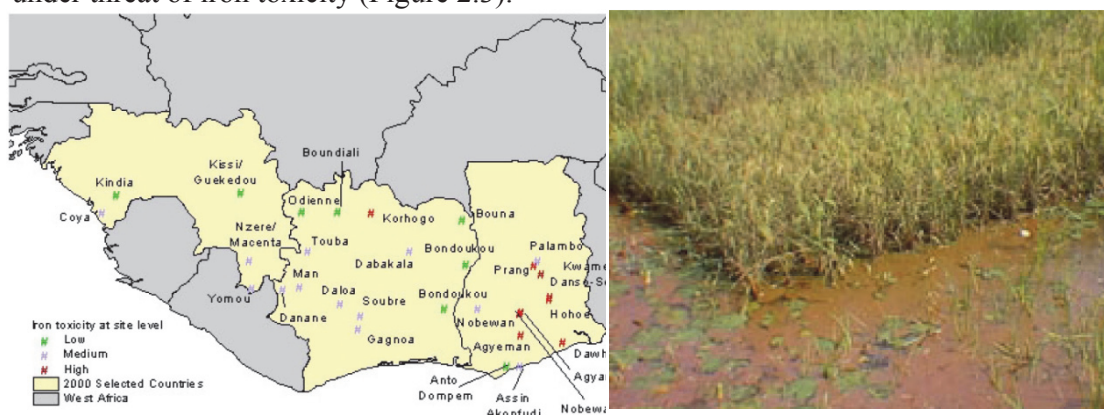 under threat of iron toxicity (Figure 2.3).
Boundiali
Kissi/
Guekedou
Kindia
Odienne
Coya
Korhogo
Bouna
Nzere/
Macenta
Touba
Bondoukou
Palambo
Dabakala
Prang
Kwame
Man
Danso-S
Yomou
Daloa
Soubre
Bondoukou
Hohoe
Danane
Nobewan
Iron toxicity at site level
Gagnoa
Agyeman
Low
Medium
Dawh
High
Anto
Dompem
Assin
Akonfudi
Agya
2000 Selected Countries
West Africa
Nobewa